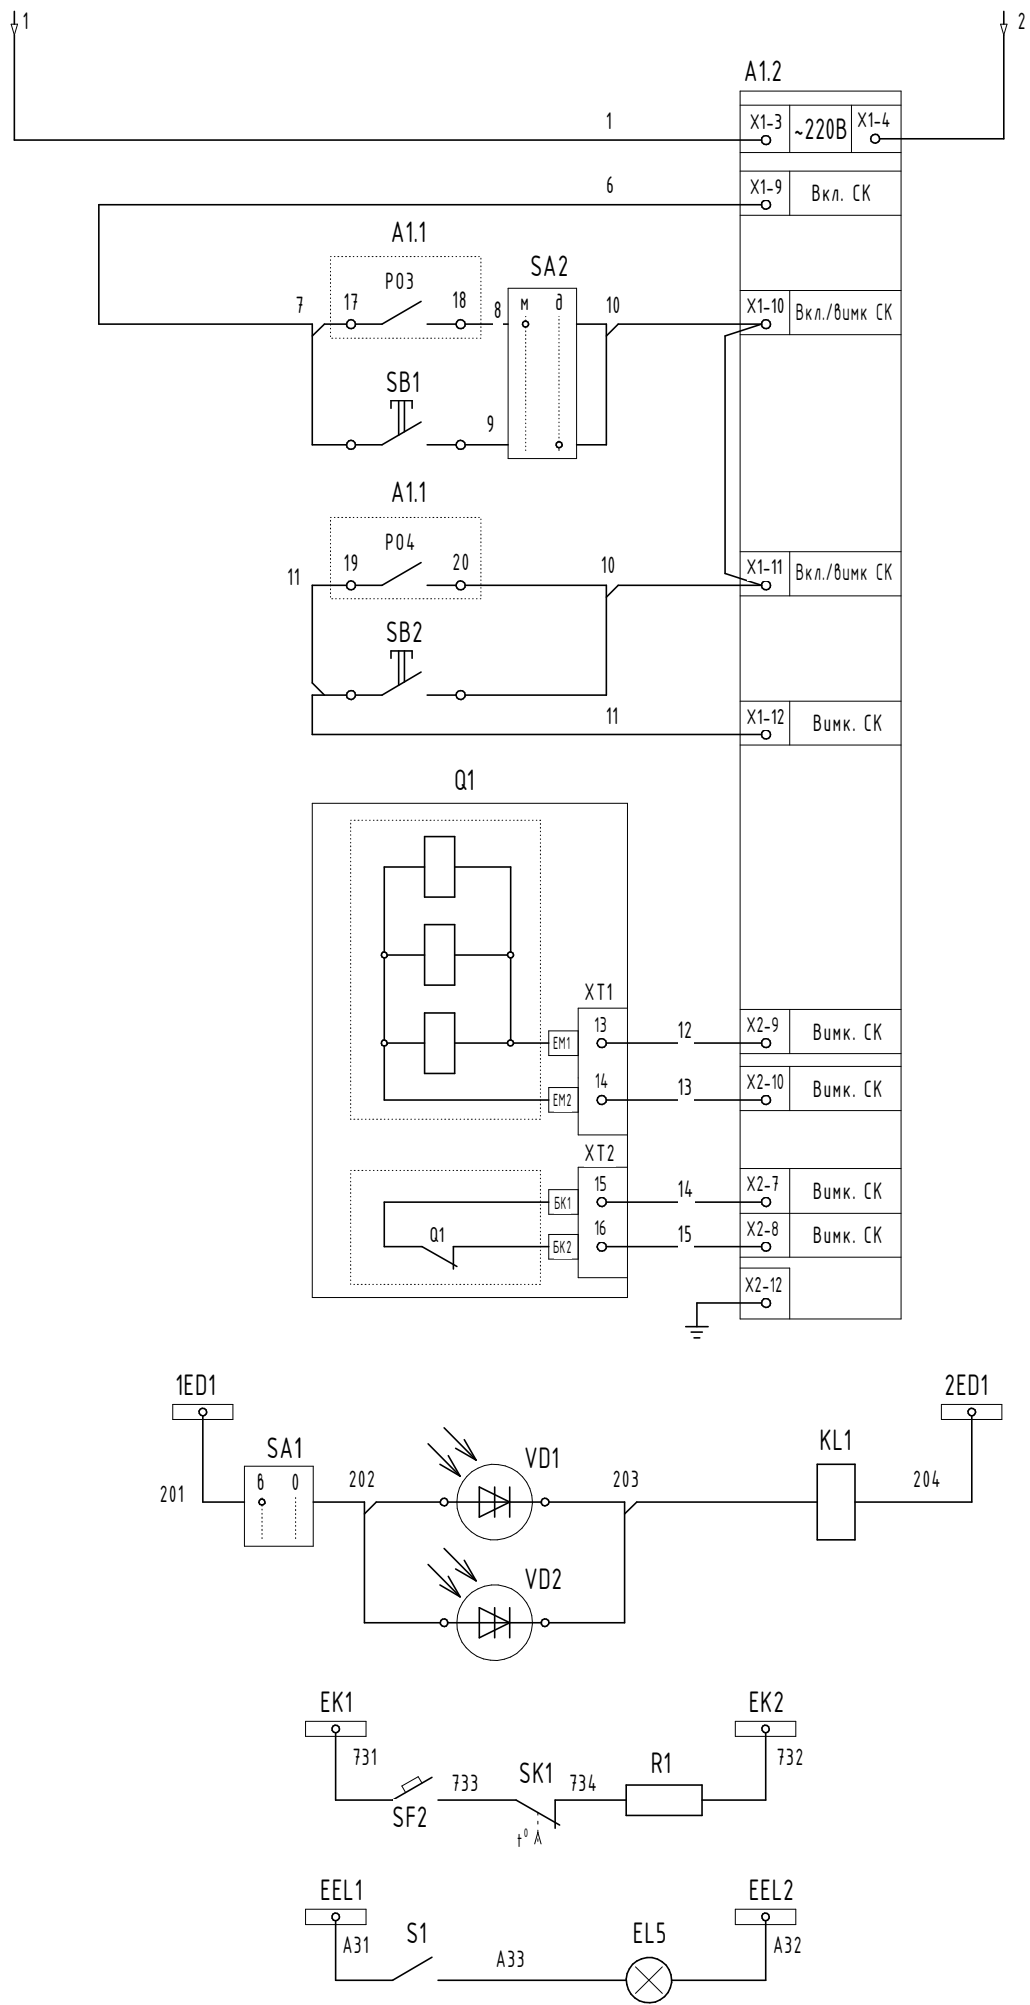 1
2
A1.2
1
X1-3
~220В
X1-4
6
X1-9
Вкл. СК
A1.1
SA2
P03
7
17
18
8
м
д
10
X1-10
Вкл./вимк СК
SB1
9
A1.1
P04
11
19
20
10
X1-11
Вкл./вимк СК
SB2
11
X1-12
Вимк. СК
Q1
XT1
EM1
13
12
X2-9
Вимк. СК
EM2
14
13
X2-10
Вимк. СК
XT2
БК1
15
14
X2-7
Вимк. СК
Q1
БК2
16
15
X2-8
Вимк. СК
X2-12
1ED1
2ED1
SA1
в
0
VD1
KL1
201
202
203
204
VD2
EK1
EK2
731
732
SF2
733
SK1
734
R1
t°
EEL1
EEL2
A31
S1
A33
EL5
A32